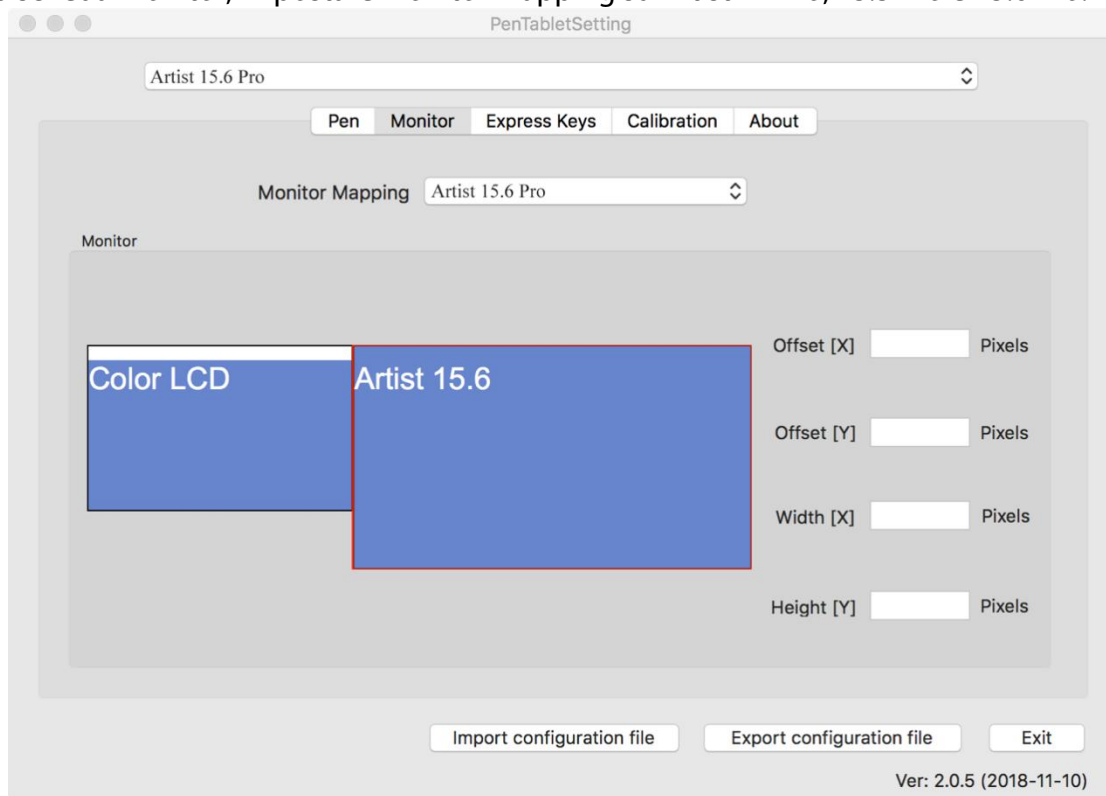 PenTabletSetting
Artist 15.6 Pro
Pen Monitor Express Keys Calibration About
Monitor Mapping Artist 15.6 Pro
Monitor
Color LCD Artist 15.6
Offset [X] Pixels
Offset [Y] Pixels
Width [X] Pixels
Height [Y] Pixels
Import configuration file Export configuration file Exit
Ver: 2.0.5 (2018-11-10)